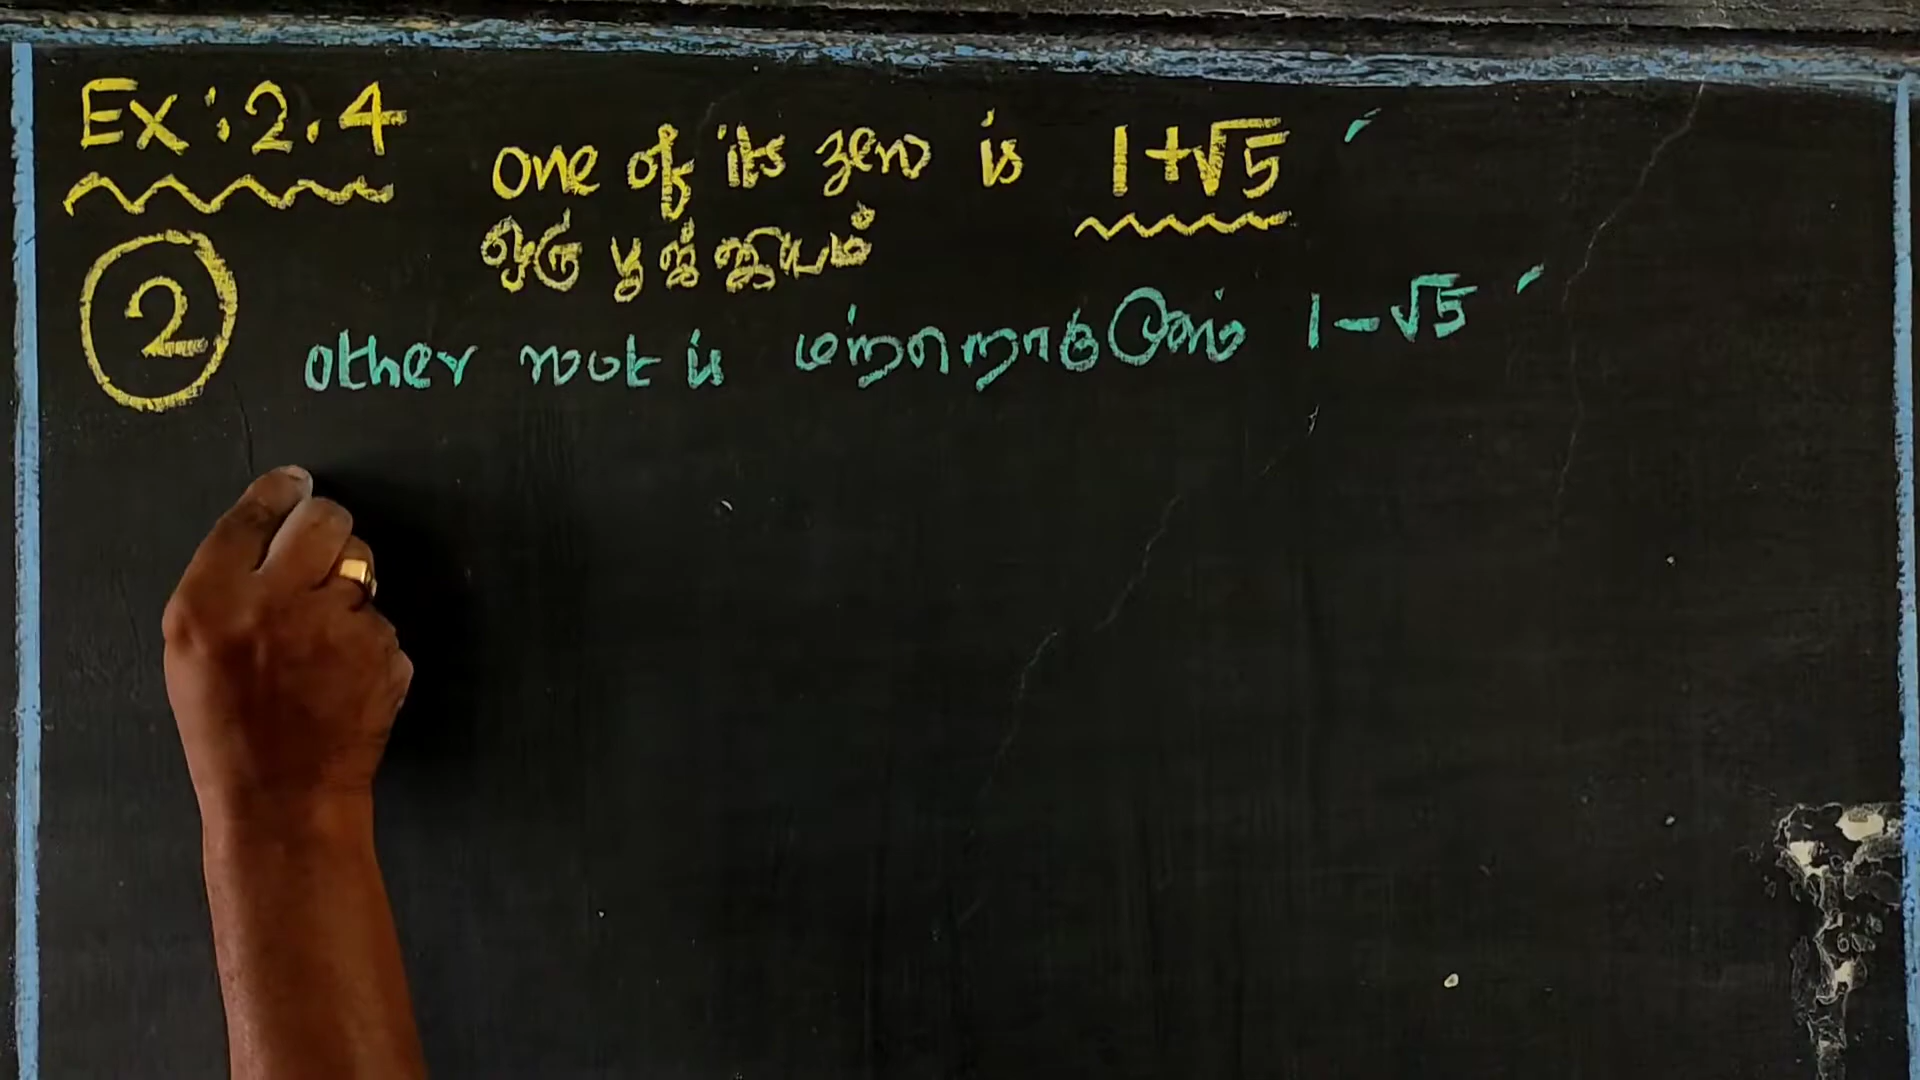 Ex: 2.4
one of its zero is 1+√5
ஒரு பூஜ்ஜியம்
2
other root is மற்றொரு மூலம் 1-√5